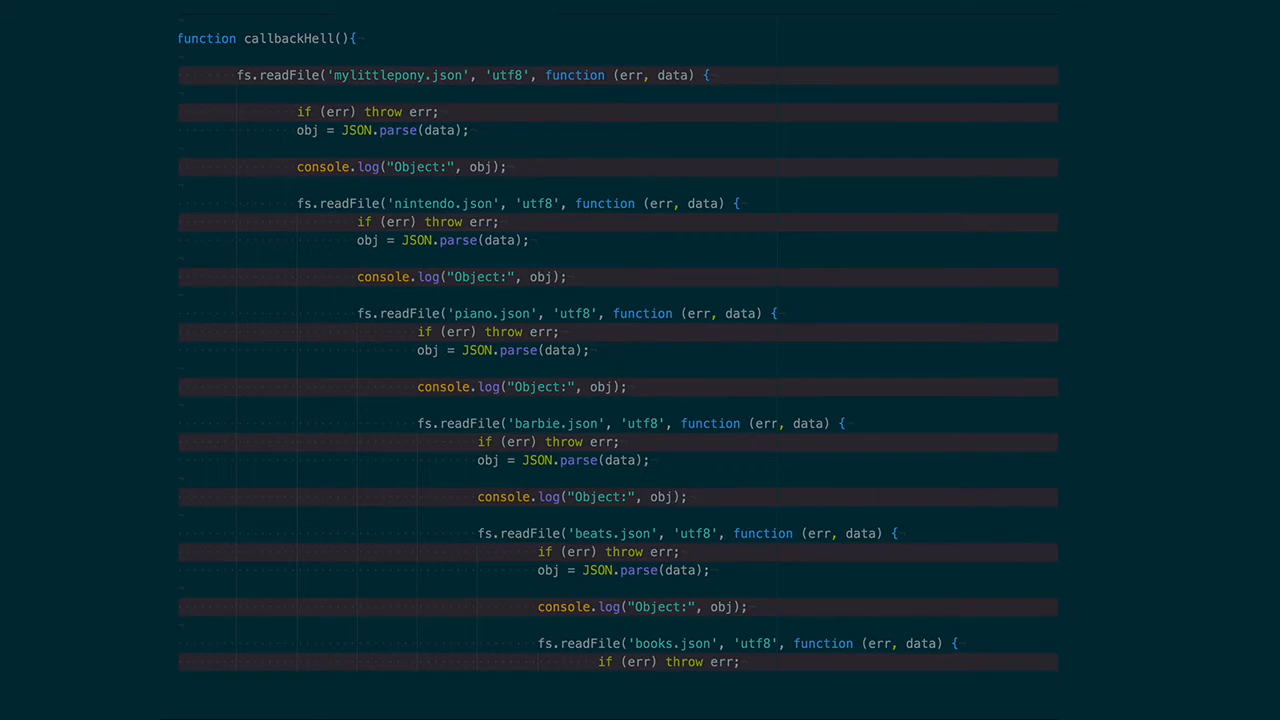 function callbackHell(){
fs.readFile('mylittlepony.json', 'utf8', function (err, data) {
if (err) throw err;
obj = JSON.parse(data);
console.log("Object:", obj);
fs.readFile('nintendo.json', 'utf8', function (err, data) {
if (err) throw err;
obj = JSON.parse(data);
console.log("Object:", obj);
fs.readFile('piano.json', 'utf8', function (err, data) {
if (err) throw err;
obj = JSON.parse(data);
console.log("Object:", obj);
fs.readFile('barbie.json', 'utf8', function (err, data) {
if (err) throw err;
obj = JSON.parse(data);
console.log("Object:", obj);
fs.readFile('beats.json', 'utf8', function (err, data) {
if (err) throw err;
obj = JSON.parse(data);
console.log("Object:", obj);
fs.readFile('books.json', 'utf8', function (err, data) {
if (err) throw err;